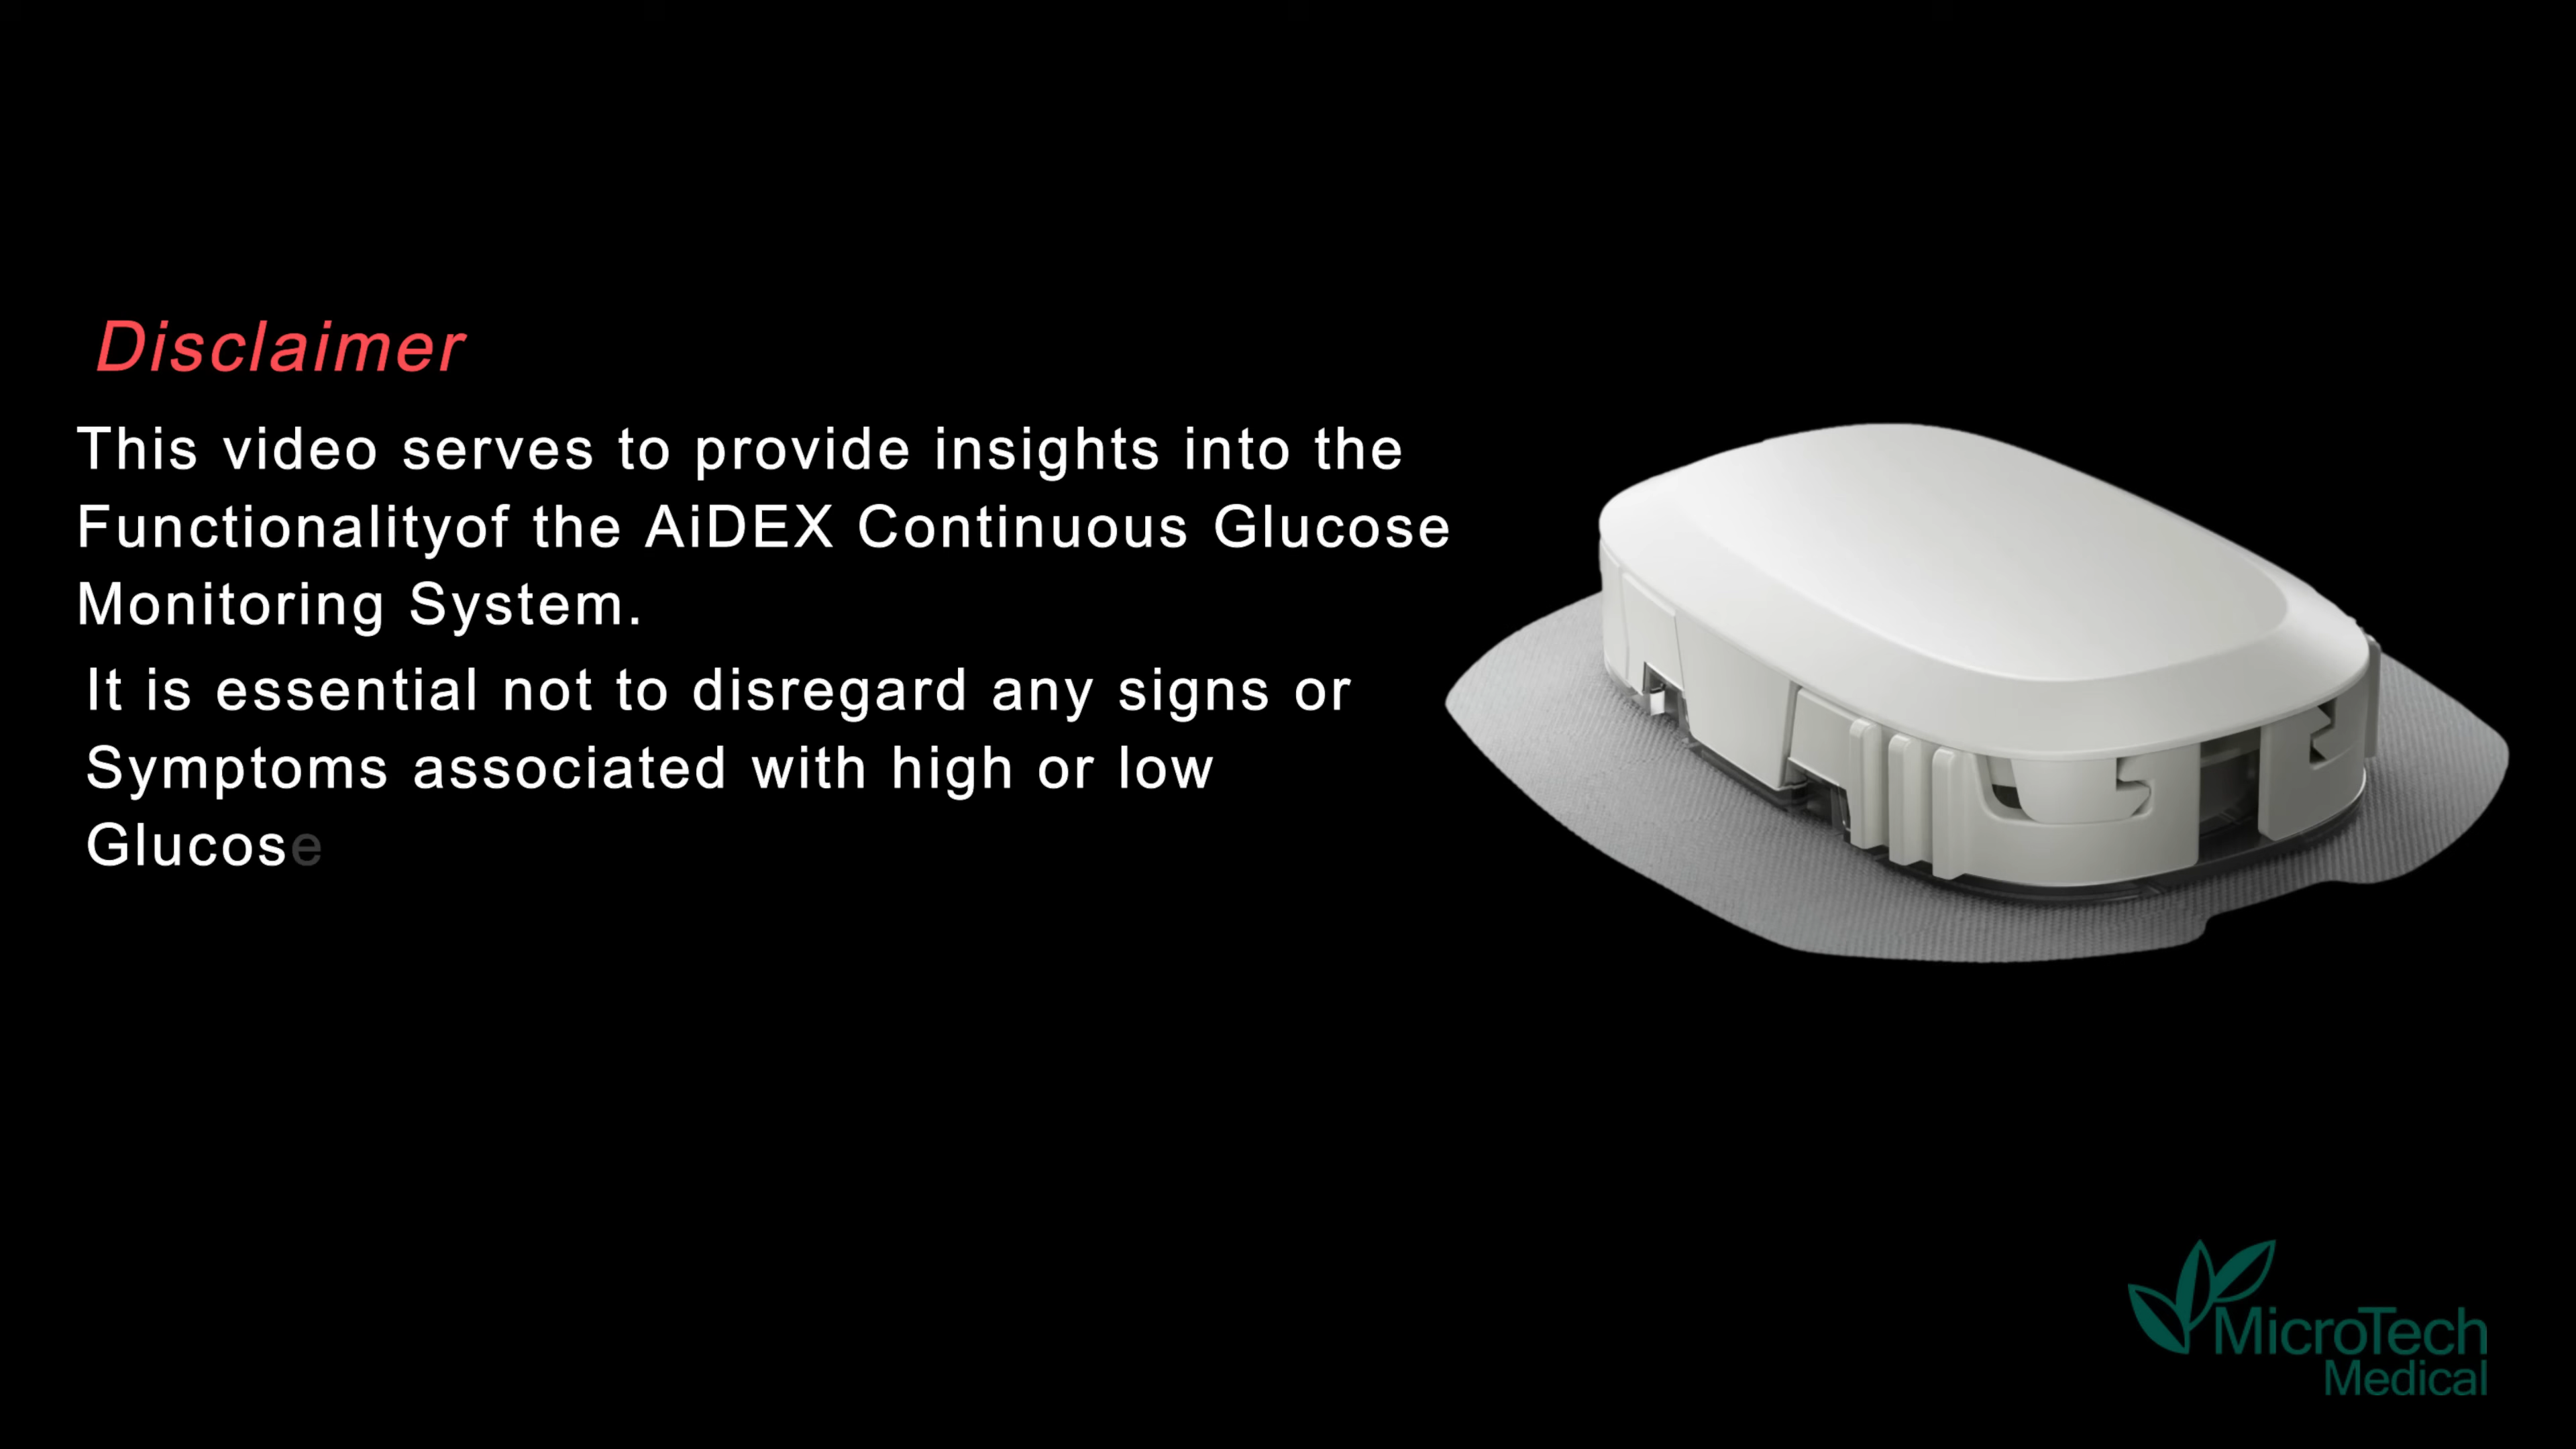 Disclaimer
This video serves to provide insights into the
Functionalityof the AiDEX Continuous Glucose
Monitoring System.
It is essential not to disregard any signs or
Symptoms associated with high or low
Glucose
MicroTech
Medical